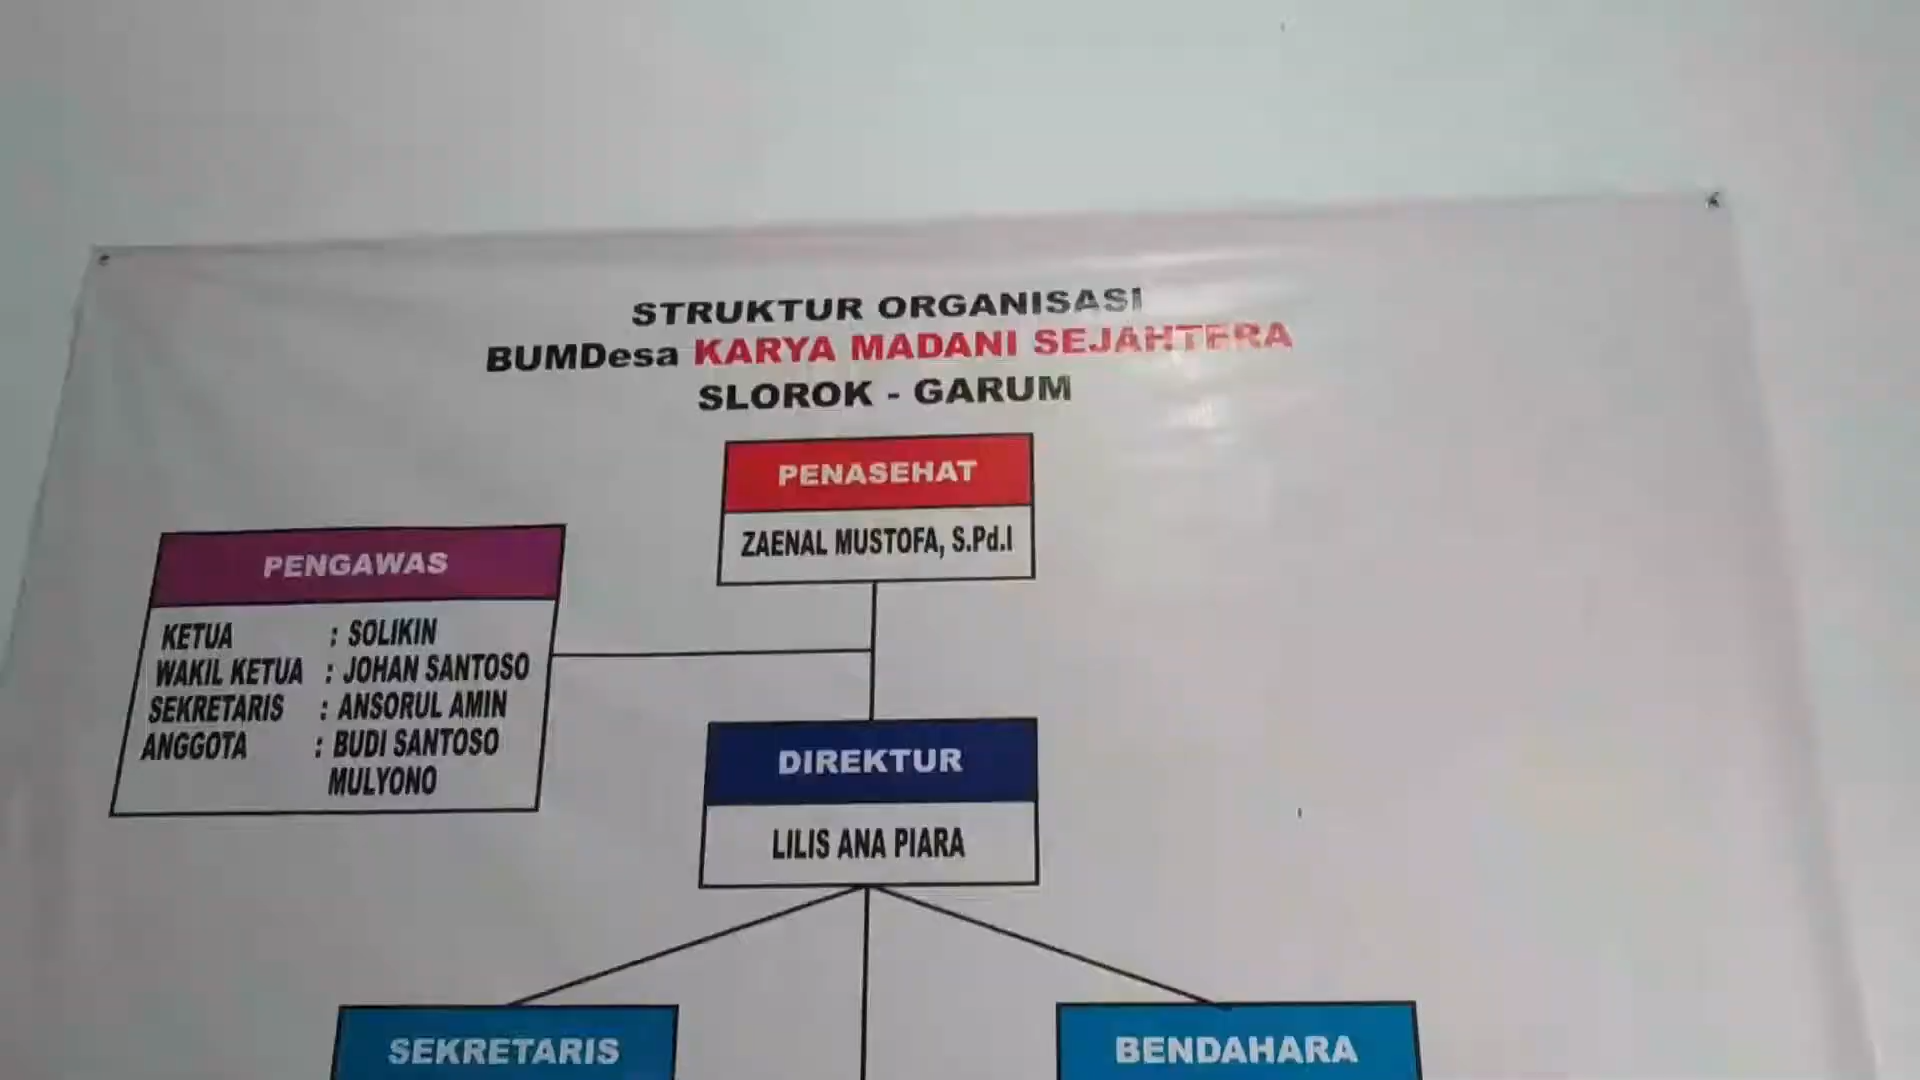 STRUKTUR ORGANISASI
BUMDesa KARYA MADANI SEJAHTERA
SLOROK - GARUM
PENASEHAT
ZAENAL MUSTOFA, S.Pd.I
PENGAWAS
KETUA : SOLIKIN
WAKIL KETUA : JOHAN SANTOSO
SEKRETARIS : ANSORUL AMIN
ANGGOTA : BUDI SANTOSO
MULYONO
DIREKTUR
LILIS ANA PIARA
SEKRETARIS
BENDAHARA